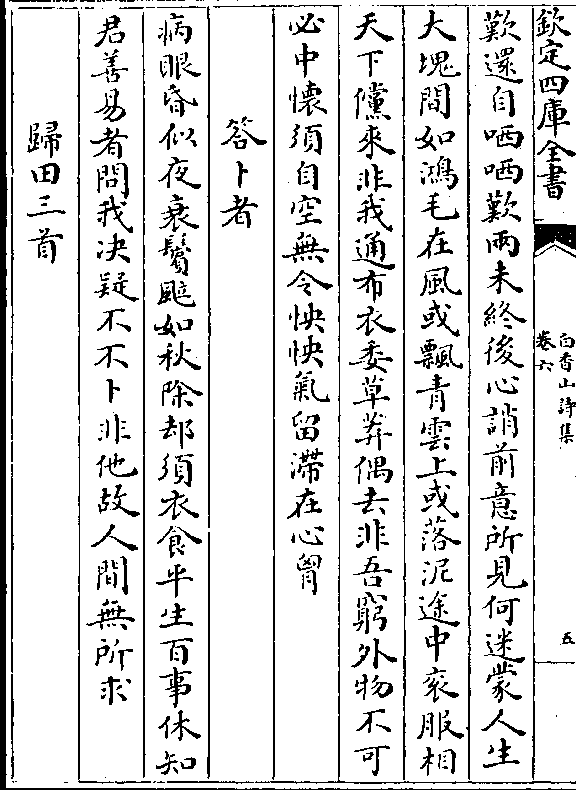 欽定四庫全書
白香山詩集
卷六
五
歎還自哂哂歎兩未終後心誚前意所見何迷蒙人生
大塊間如鴻毛在風或飄青雲上或落泥途中衮服相
天下儻來非我通布衣委草莽偶去非吾窮外物不可
必中懷須自空無令怏怏氣留滯在心胷
答卜者
病眼昏似夜衰鬢颼如秋除却須衣食平生百事休知
君善易者問我决疑不不卜非他故人間無所求
歸田三首